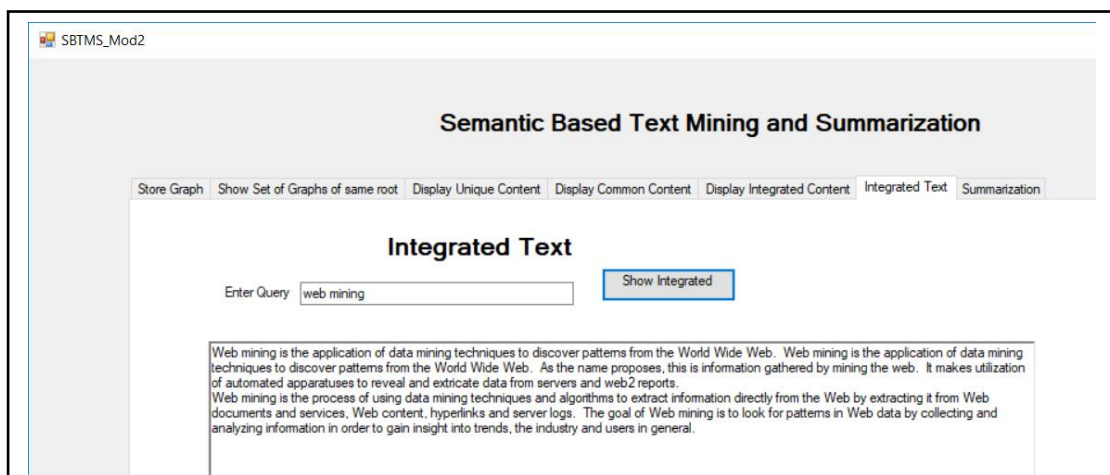 SBTMS_Mod2
Semantic Based Text Mining and Summarization
Store Graph Show Set of Graphs of same root Display Unique Content Display Common Content Display Integrated Content Integrated Text Summarization
Integrated Text
Enter Query web mining Show Integrated
Web mining is the application of data mining techniques to discover patterns from the World Wide Web. Web mining is the application of data mining
techniques to discover patterns from the World Wide Web. As the name proposes, this is information gathered by mining the web. It makes utilization
of automated apparatuses to reveal and extricate data from servers and web2 reports.
Web mining is the process of using data mining techniques and algorithms to extract information directly from the Web by extracting it from Web
documents and services, Web content, hyperlinks and server logs. The goal of Web mining is to look for patterns in Web data by collecting and
analyzing information in order to gain insight into trends, the industry and users in general.